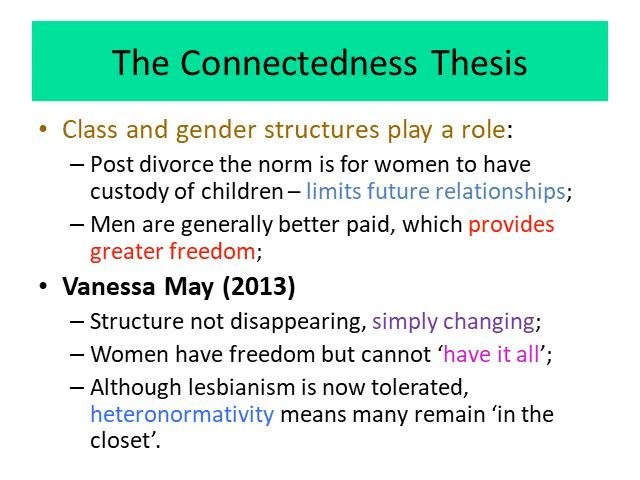 The Connectedness Thesis
• Class and gender structures play a role:
– Post divorce the norm is for women to have
custody of children – limits future relationships;
– Men are generally better paid, which provides
greater freedom;
• Vanessa May (2013)
– Structure not disappearing, simply changing;
– Women have freedom but cannot ‘have it all’;
– Although lesbianism is now tolerated,
heteronormativity means many remain ‘in the
closet’.